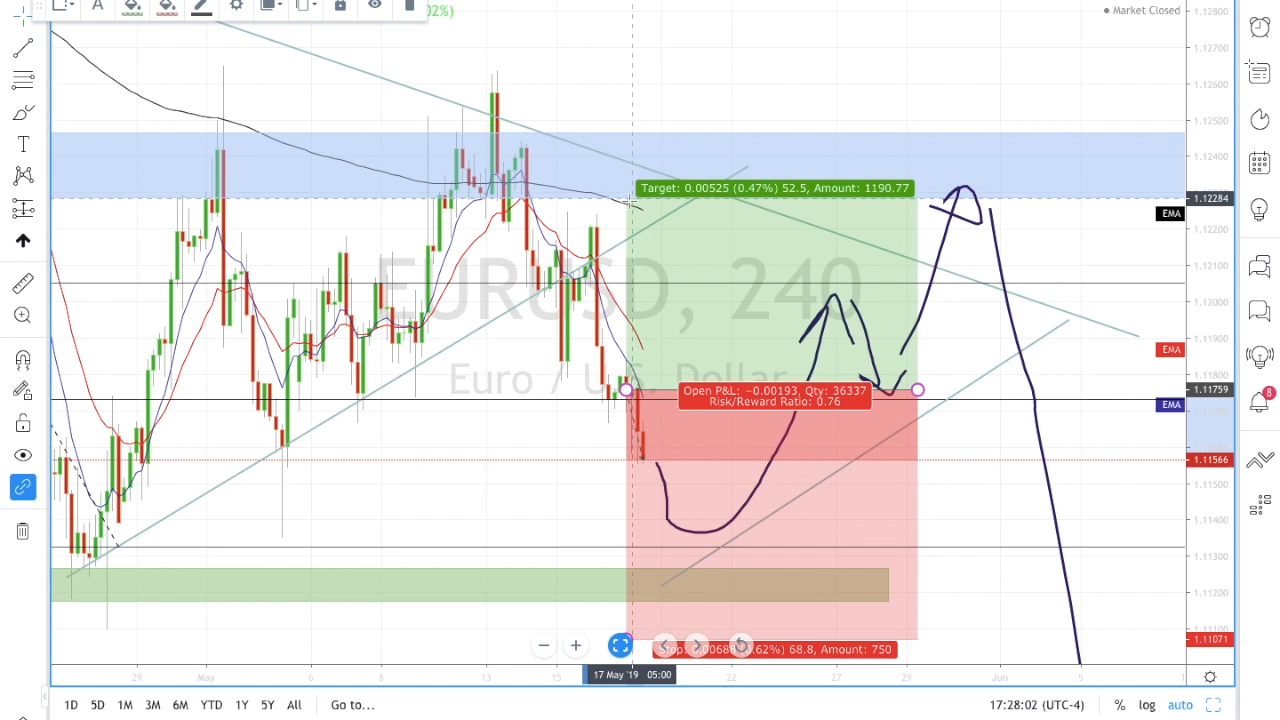 02%)
Market Closed
EURUSD, 240
Euro / U.S. Dollar
Target: 0.00525 (0.47%) 52.5, Amount: 1190.77
Open P&L: −0.00193, Qty: 36337
Risk/Reward Ratio: 0.76
Amount: 750
1.12800
1.12700
1.12600
1.12500
1.12400
1.12284
EMA
1.12200
1.12100
1.12000
1.11900
EMA
1.11800
1.11759
EMA
1.11566
1.11500
1.11400
1.11300
1.11200
1.11071
8
29
May
6
8
13
15
17 May '19 05:00
22
27
29
Jun
5
1D
5D
1M
3M
6M
YTD
1Y
5Y
All
Go to...
17:28:02 (UTC-4)
%
log
auto